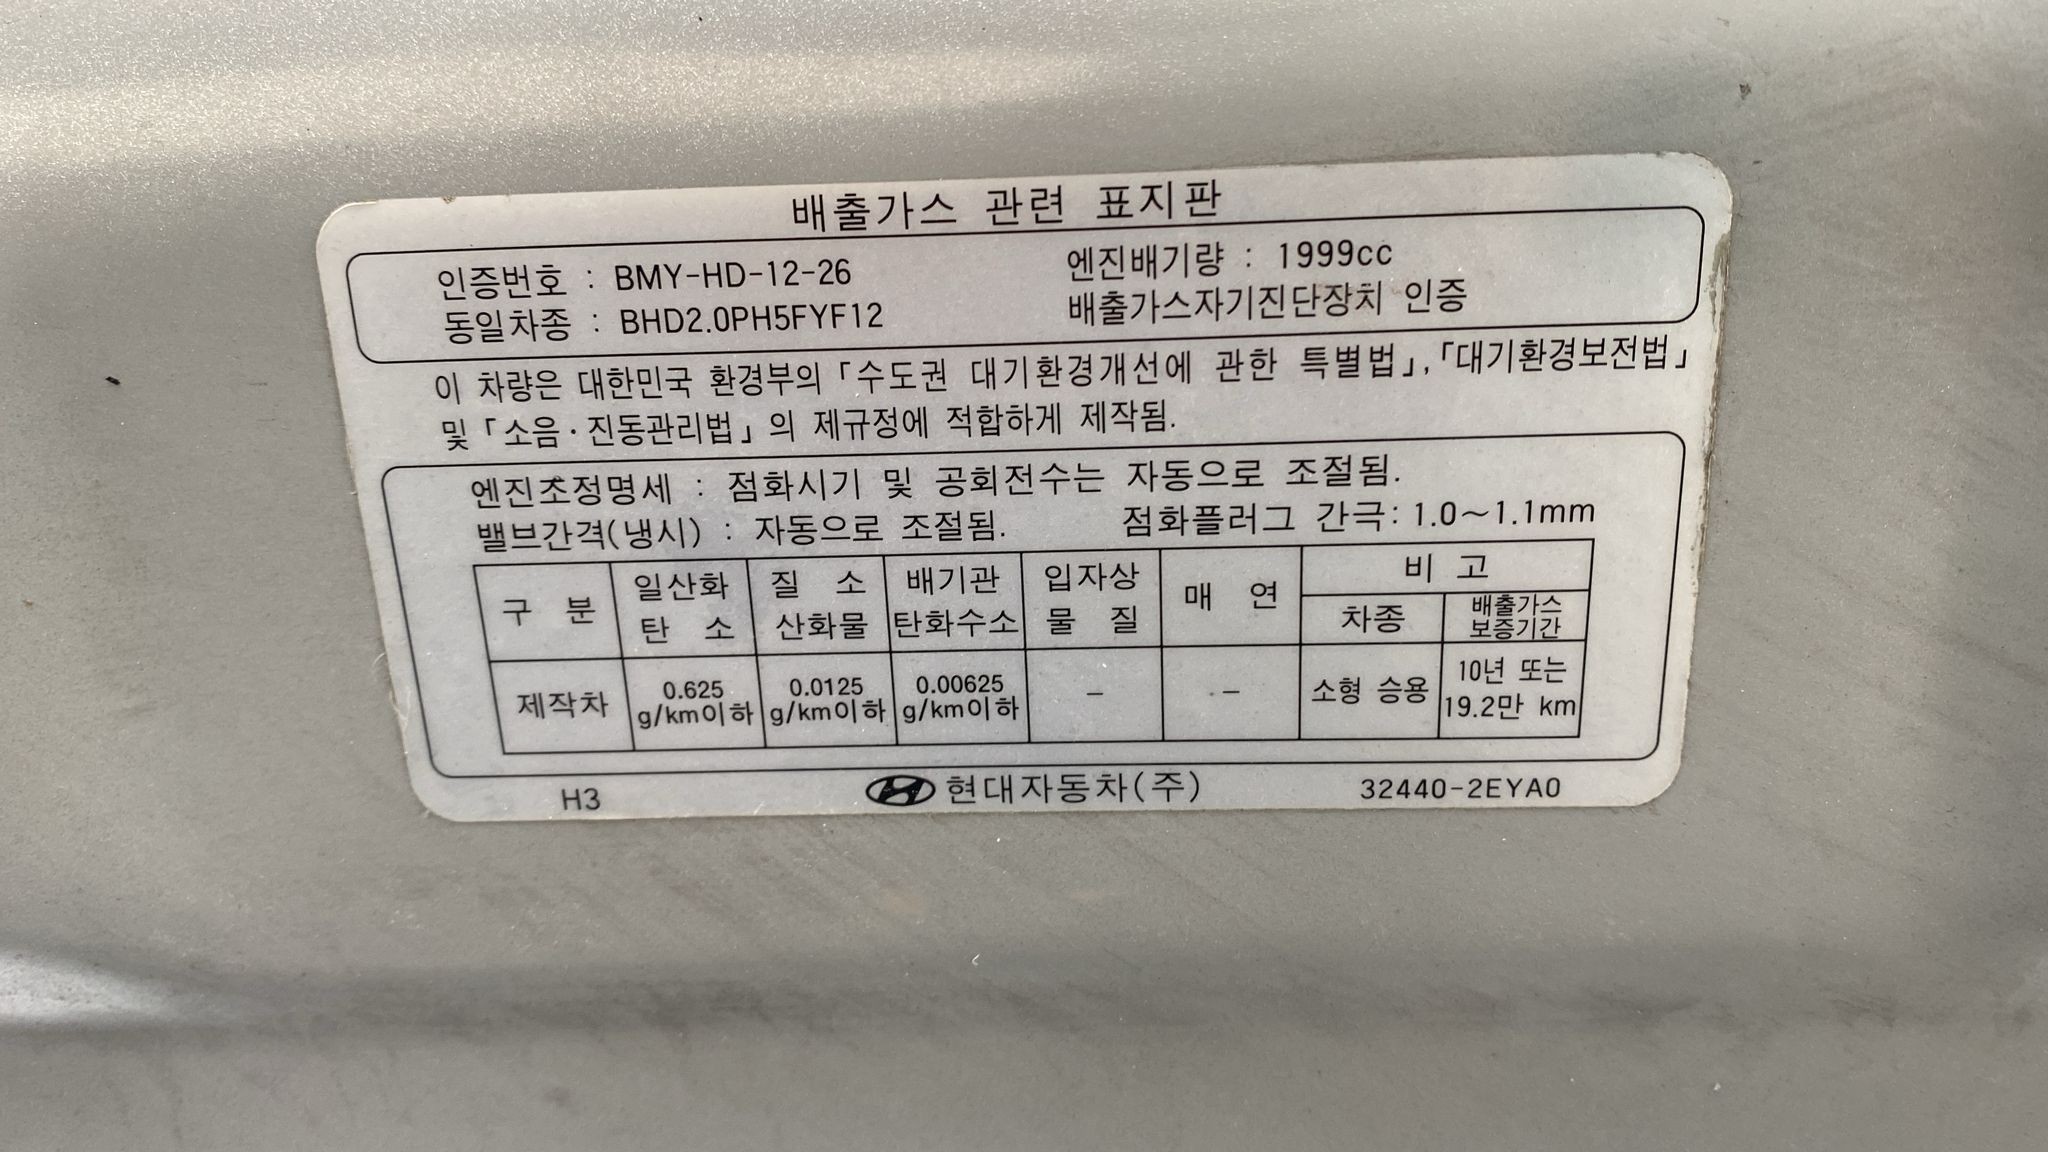 배출가스 관련 표지판
인증번호 : BMY-HD-12-26 엔진배기량 : 1999cc
동일차종 : BHD2.0PH5FYF12 배출가스자기진단장치 인증
이 차량은 대한민국 환경부의 「수도권 대기환경개선에 관한 특별법」,「대기환경보전법」
및 「소음·진동관리법」의 제규정에 적합하게 제작됨.
엔진조정명세 : 점화시기 및 공회전수는 자동으로 조절됨.
밸브간격(냉시) : 자동으로 조절됨. 점화플러그 간극: 1.0~1.1mm
구 분 일산화 탄 소 질 소 산화물 배기관 탄화수소 입자상 물 질 매 연 비 고
차종 배출가스 보증기간
제작차 0.625 g/km이하 0.0125 g/km이하 0.00625 g/km이하 - - 소형 승용 10년 또는 19.2만 km
H3 현대자동차(주) 32440-2EYA0